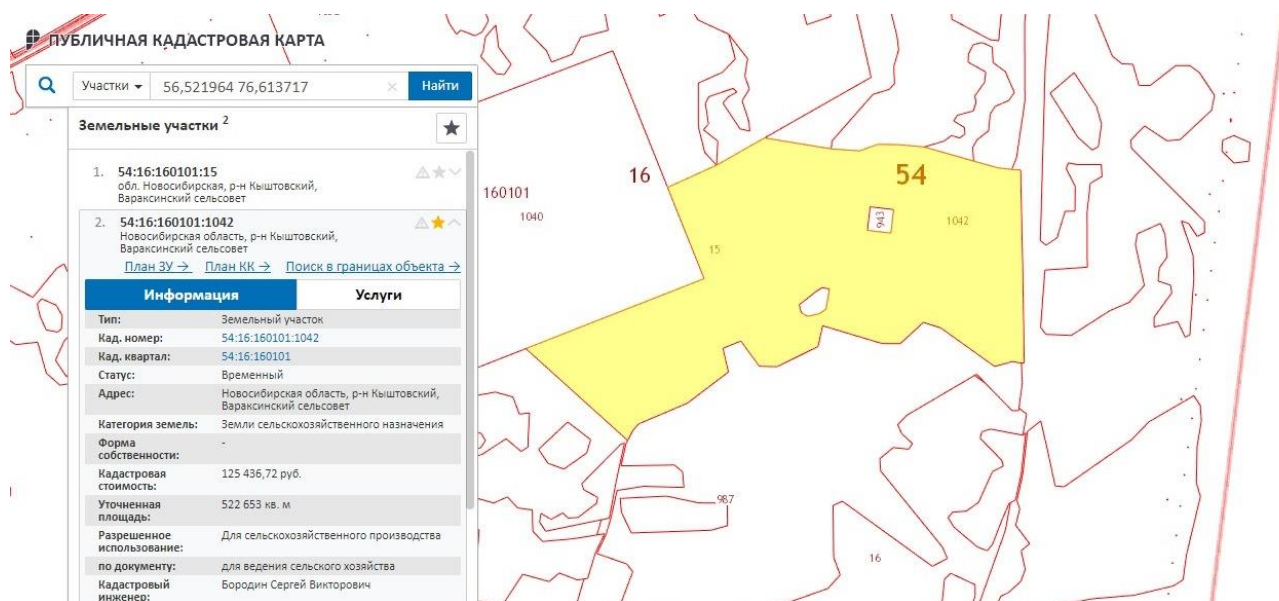 ПУБЛИЧНАЯ КАДАСТРОВАЯ КАРТА
Участки 56,521964 76,613717 × Найти
Земельные участки 2
1. 54:16:160101:15
обл. Новосибирская, р-н Кыштовский,
Вараксинский сельсовет
2. 54:16:160101:1042
Новосибирская область, р-н Кыштовский,
Вараксинский сельсовет
План ЗУ → План КК → Поиск в границах объекта →
Информация Услуги
Тип: Земельный участок
Кад. номер: 54:16:160101:1042
Кад. квартал: 54:16:160101
Статус: Временный
Адрес: Новосибирская область, р-н Кыштовский,
Вараксинский сельсовет
Категория земель: Земли сельскохозяйственного назначения
Форма
собственности: -
Кадастровая
стоимость: 125 436,72 руб.
Уточненная
площадь: 522 653 кв. м
Разрешенное
использование: Для сельскохозяйственного производства
по документу: для ведения сельского хозяйства
Кадастровый
инженер: Бородин Сергей Викторович
16
54
160101
1040
943
1042
15
987
16